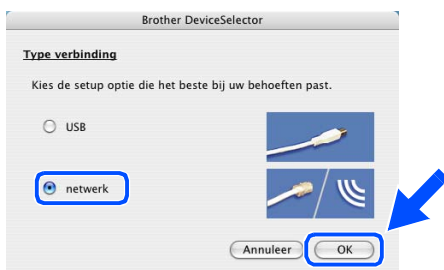 Brother DeviceSelector
Type verbinding
Kies de setup optie die het beste bij uw behoeften past.
USB
netwerk
Annuleer OK